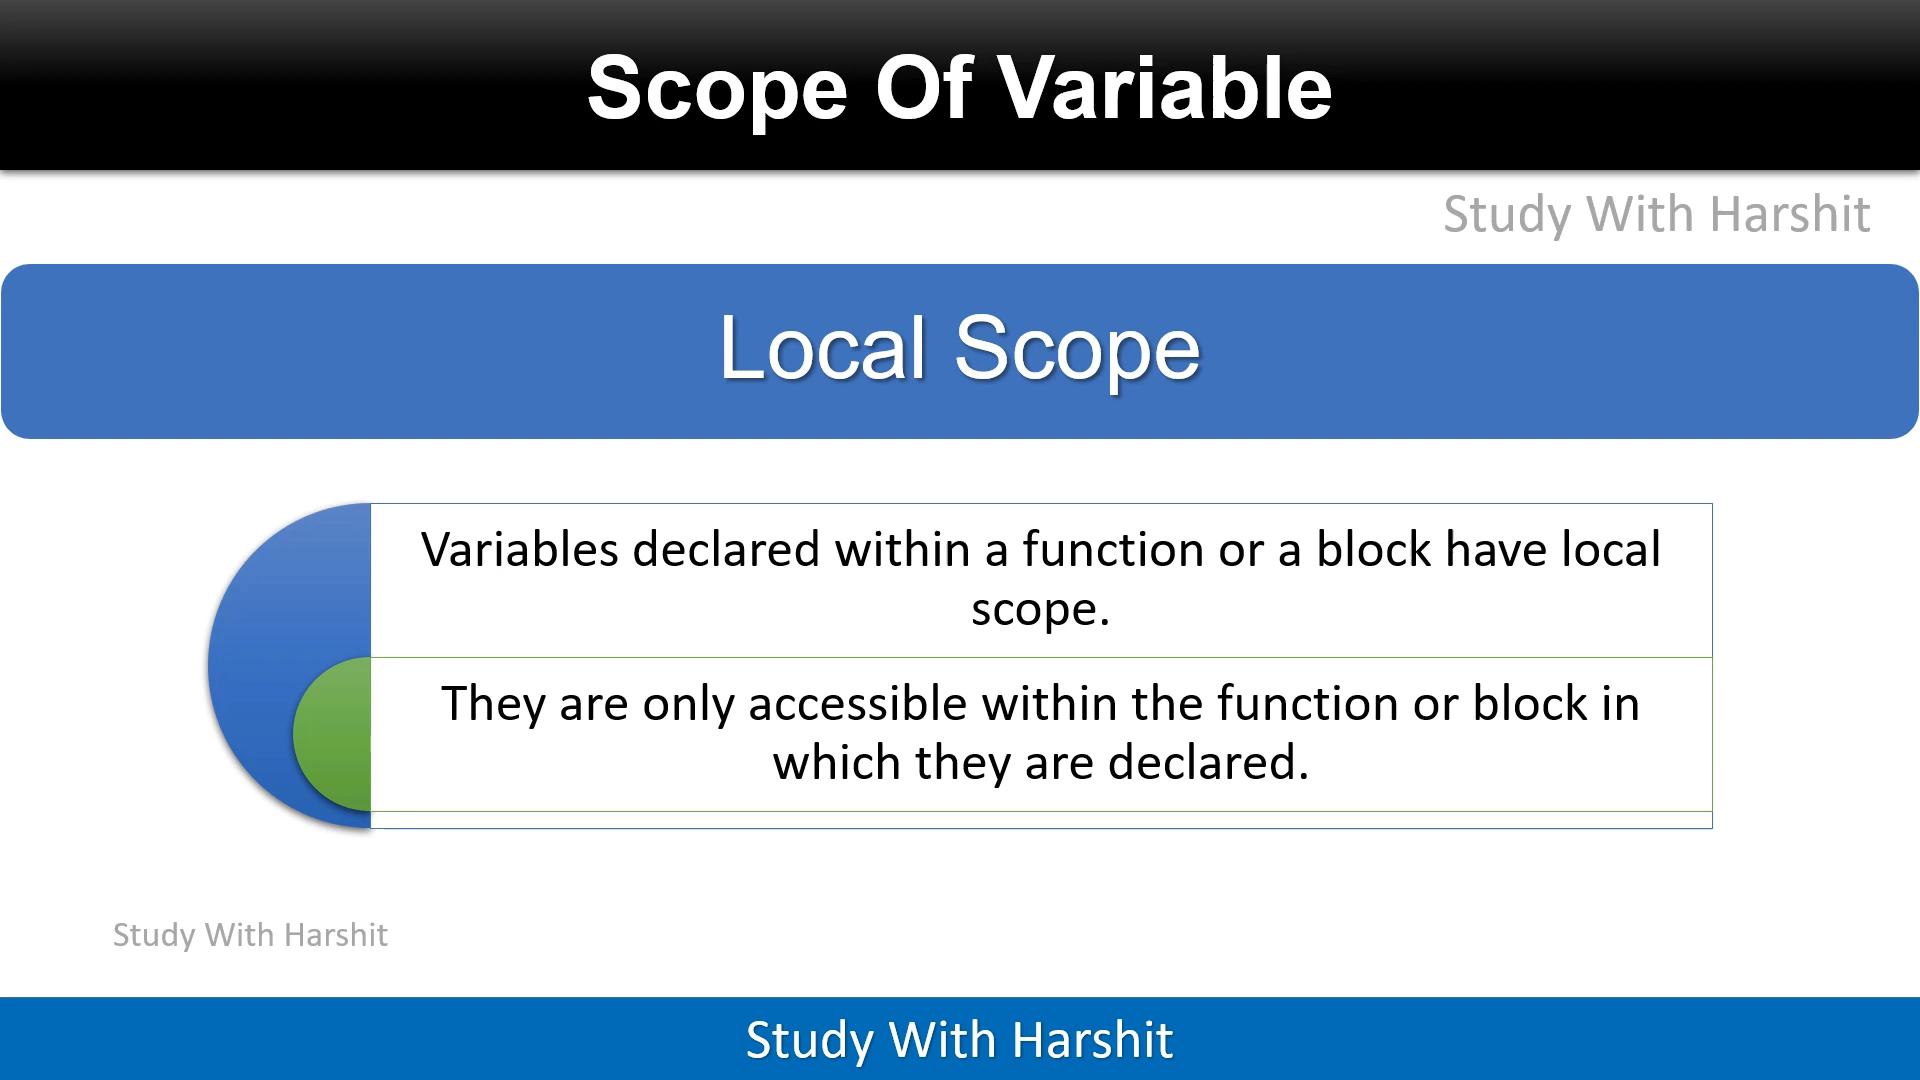 Scope Of Variable
Study With Harshit
Local Scope
Variables declared within a function or a block have local
scope.
They are only accessible within the function or block in
which they are declared.
Study With Harshit
Study With Harshit